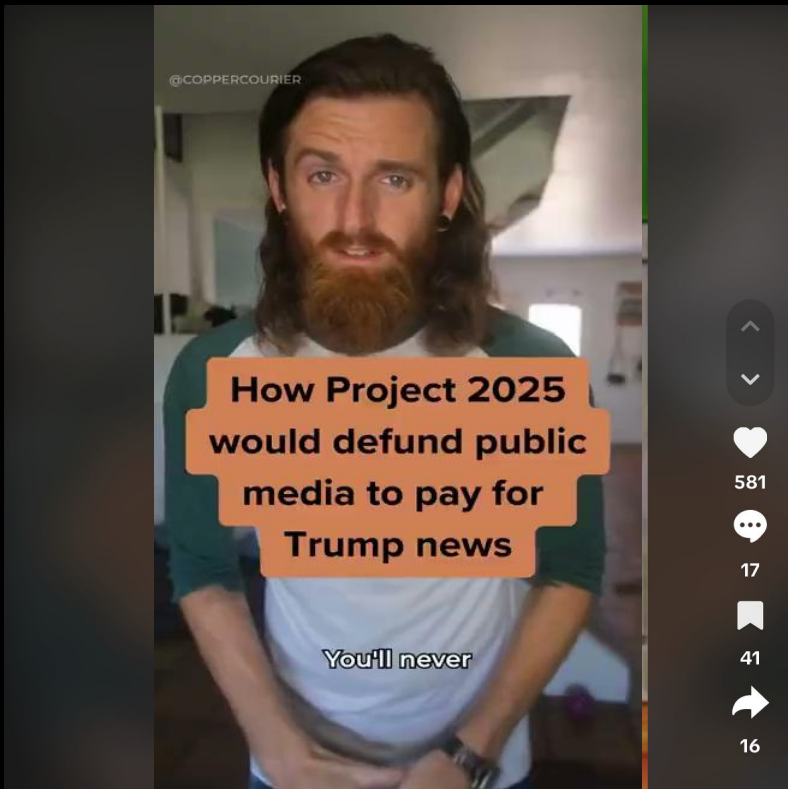 @COPPERCOURIER
How Project 2025
would defund public
media to pay for
Trump news
You'll never
581
17
41
16